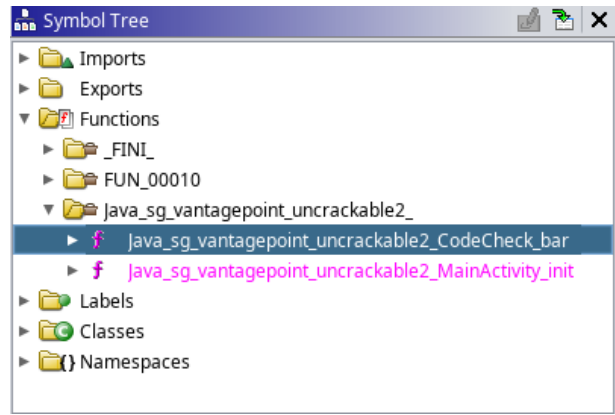 Symbol Tree
Imports
Exports
Functions
_FINI_
FUN_00010
Java_sg_vantagepoint_uncrackable2_
f Java_sg_vantagepoint_uncrackable2_CodeCheck_bar
f Java_sg_vantagepoint_uncrackable2_MainActivity_init
Labels
Classes
{} Namespaces